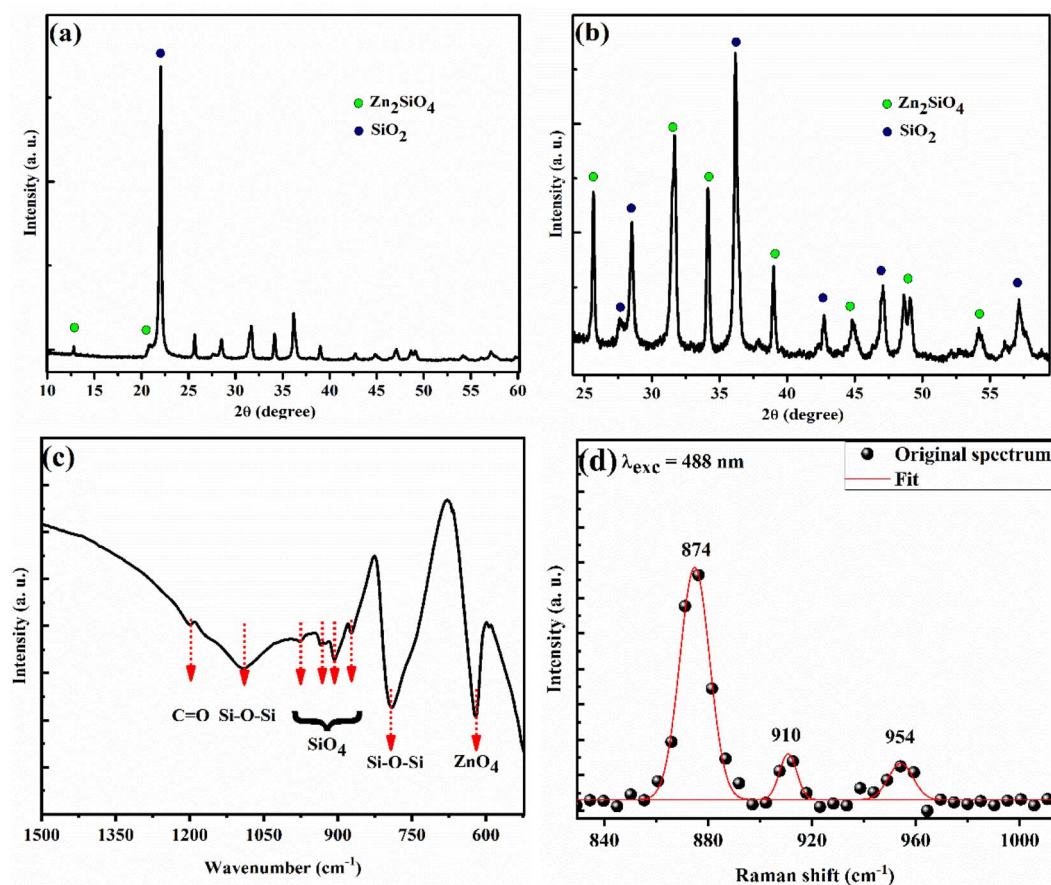 (a)
Zn2SiO4
SiO2
Intensity (a. u.)
10 15 20 25 30 35 40 45 50 55 60
2θ (degree)
(b)
Zn2SiO4
SiO2
Intensity (a. u.)
25 30 35 40 45 50 55
2θ (degree)
(c)
Intensity (a. u.)
C=O Si-O-Si
SiO4
Si-O-Si
ZnO4
1500 1350 1200 1050 900 750 600
Wavenumber (cm-1)
(d) λexc = 488 nm
Original spectrum
Fit
874
910
954
Intensity (a. u.)
840 880 920 960 1000
Raman shift (cm-1)